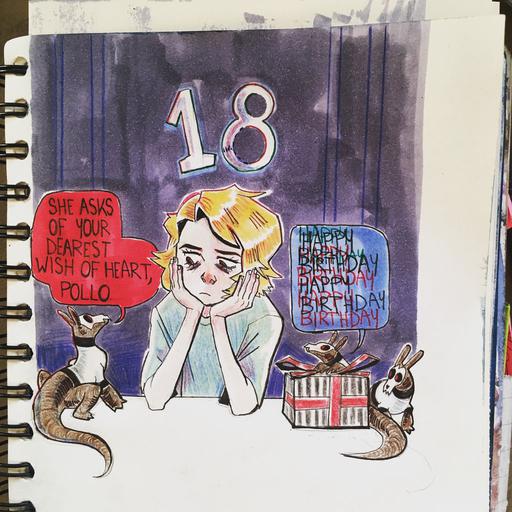 18
SHE ASKS
OF YOUR
DEAREST
WISH OF HEART,
POLLO
HAPPY
HAPPY
BIRTHDAY
BIRTHDAY
HAPPY
HAPPY
BIRTHDAY
BIRTHDAY